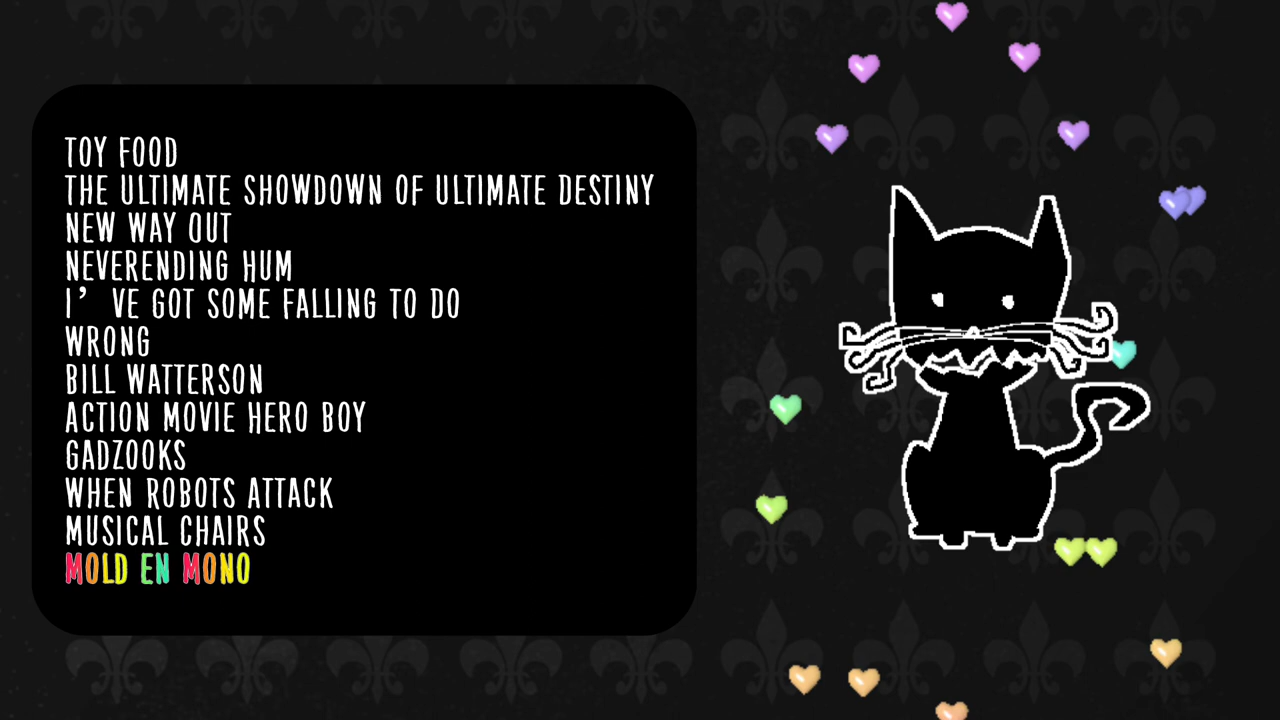 TOY FOOD
THE ULTIMATE SHOWDOWN OF ULTIMATE DESTINY
NEW WAY OUT
NEVERENDING HUM
I’VE GOT SOME FALLING TO DO
WRONG
BILL WATTERSON
ACTION MOVIE HERO BOY
GADZOOKS
WHEN ROBOTS ATTACK
MUSICAL CHAIRS
MOLD EN MONO